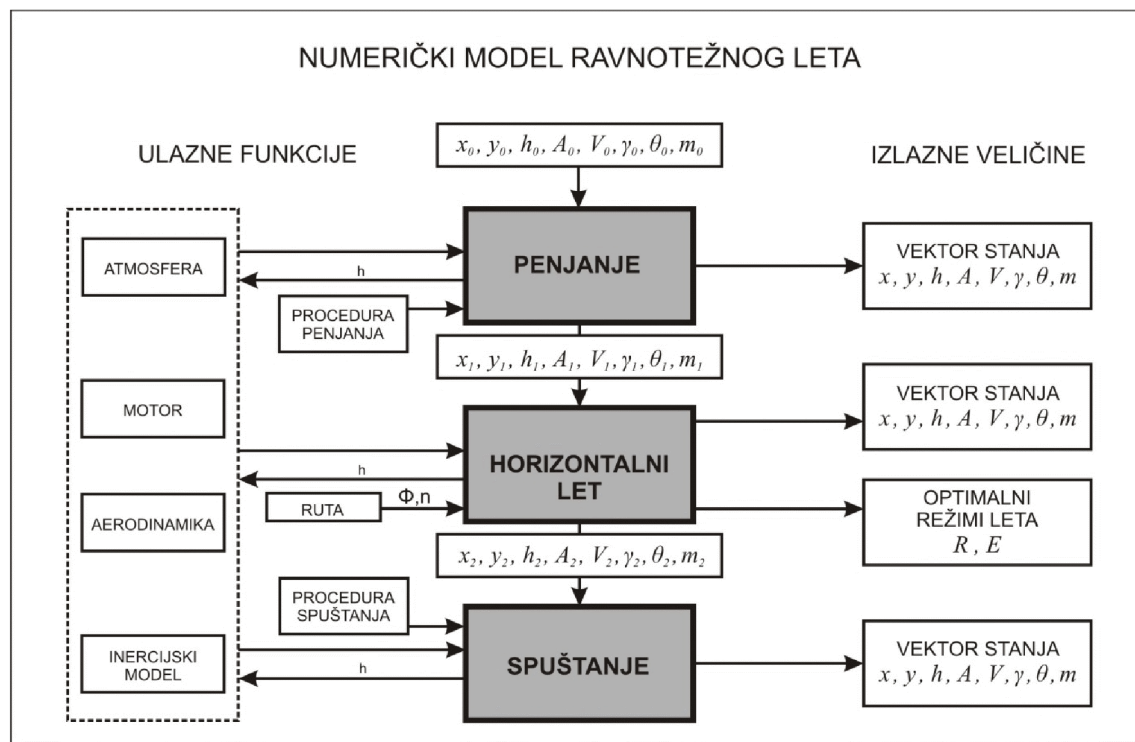 NUMERIČKI MODEL RAVNOTEŽNOG LETA
ULAZNE FUNKCIJE
x₀, y₀, h₀, A₀, V₀, γ₀, θ₀, m₀
IZLAZNE VELIČINE
ATMOSFERA
h
PROCEDURA
PENJANJA
PENJANJE
VEKTOR STANJA
x, y, h, A, V, γ, θ, m
x₁, y₁, h₁, A₁, V₁, γ₁, θ₁, m₁
MOTOR
h
RUTA
Φ,n
HORIZONTALNI
LET
VEKTOR STANJA
x, y, h, A, V, γ, θ, m
AERODINAMIKA
OPTIMALNI
REŽIMI LETA
R, E
x₂, y₂, h₂, A₂, V₂, γ₂, θ₂, m₂
PROCEDURA
SPUŠTANJA
INERCIJSKI
MODEL
h
SPUŠTANJE
VEKTOR STANJA
x, y, h, A, V, γ, θ, m